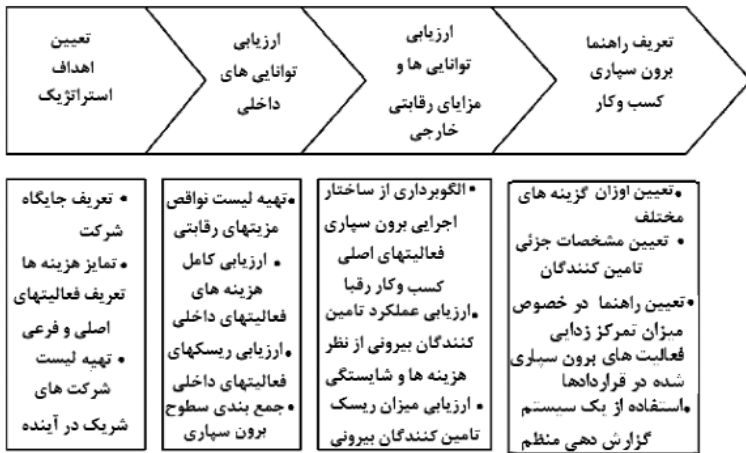 تعیین
اهداف
استراتژیک
ارزیابی
توانایی های
داخلی
ارزیابی
توانایی ها و
مزایای رقابتی
خارجی
تعریف راهنما
برون سپاری
کسب وکار
• تعریف جایگاه
شرکت
• تمایز هزینه ها
تعریف فعالیتهای
اصلی و فرعی
• تهیه لیست
شرکت های
شریک در آینده
•تهیه لیست نواقص
مزیتهای رقابتی
• ارزیابی کامل
هزینه های
فعالیتهای داخلی
•ارزیابی ریسکهای
فعالیتهای داخلی
•جمع بندی سطوح
برون سپاری
•الگوبرداری از ساختار
اجرایی برون سپاری
فعالیتهای اصلی
کسب وکار رقبا
•ارزیابی عملکرد تامین
کنندگان بیرونی از نظر
هزینه ها و شایستگی
• ارزیابی میزان ریسک
تامین کنندگان بیرونی
•تعیین اوزان گزینه های
مختلف
• تعیین مشخصات جزئی
تامین کنندگان
•تعیین راهنما در خصوص
میزان تمرکز زدایی
فعالیت های برون سپاری
شده در قراردادها
•استفاده از یک سیستم
گزارش دهی منظم